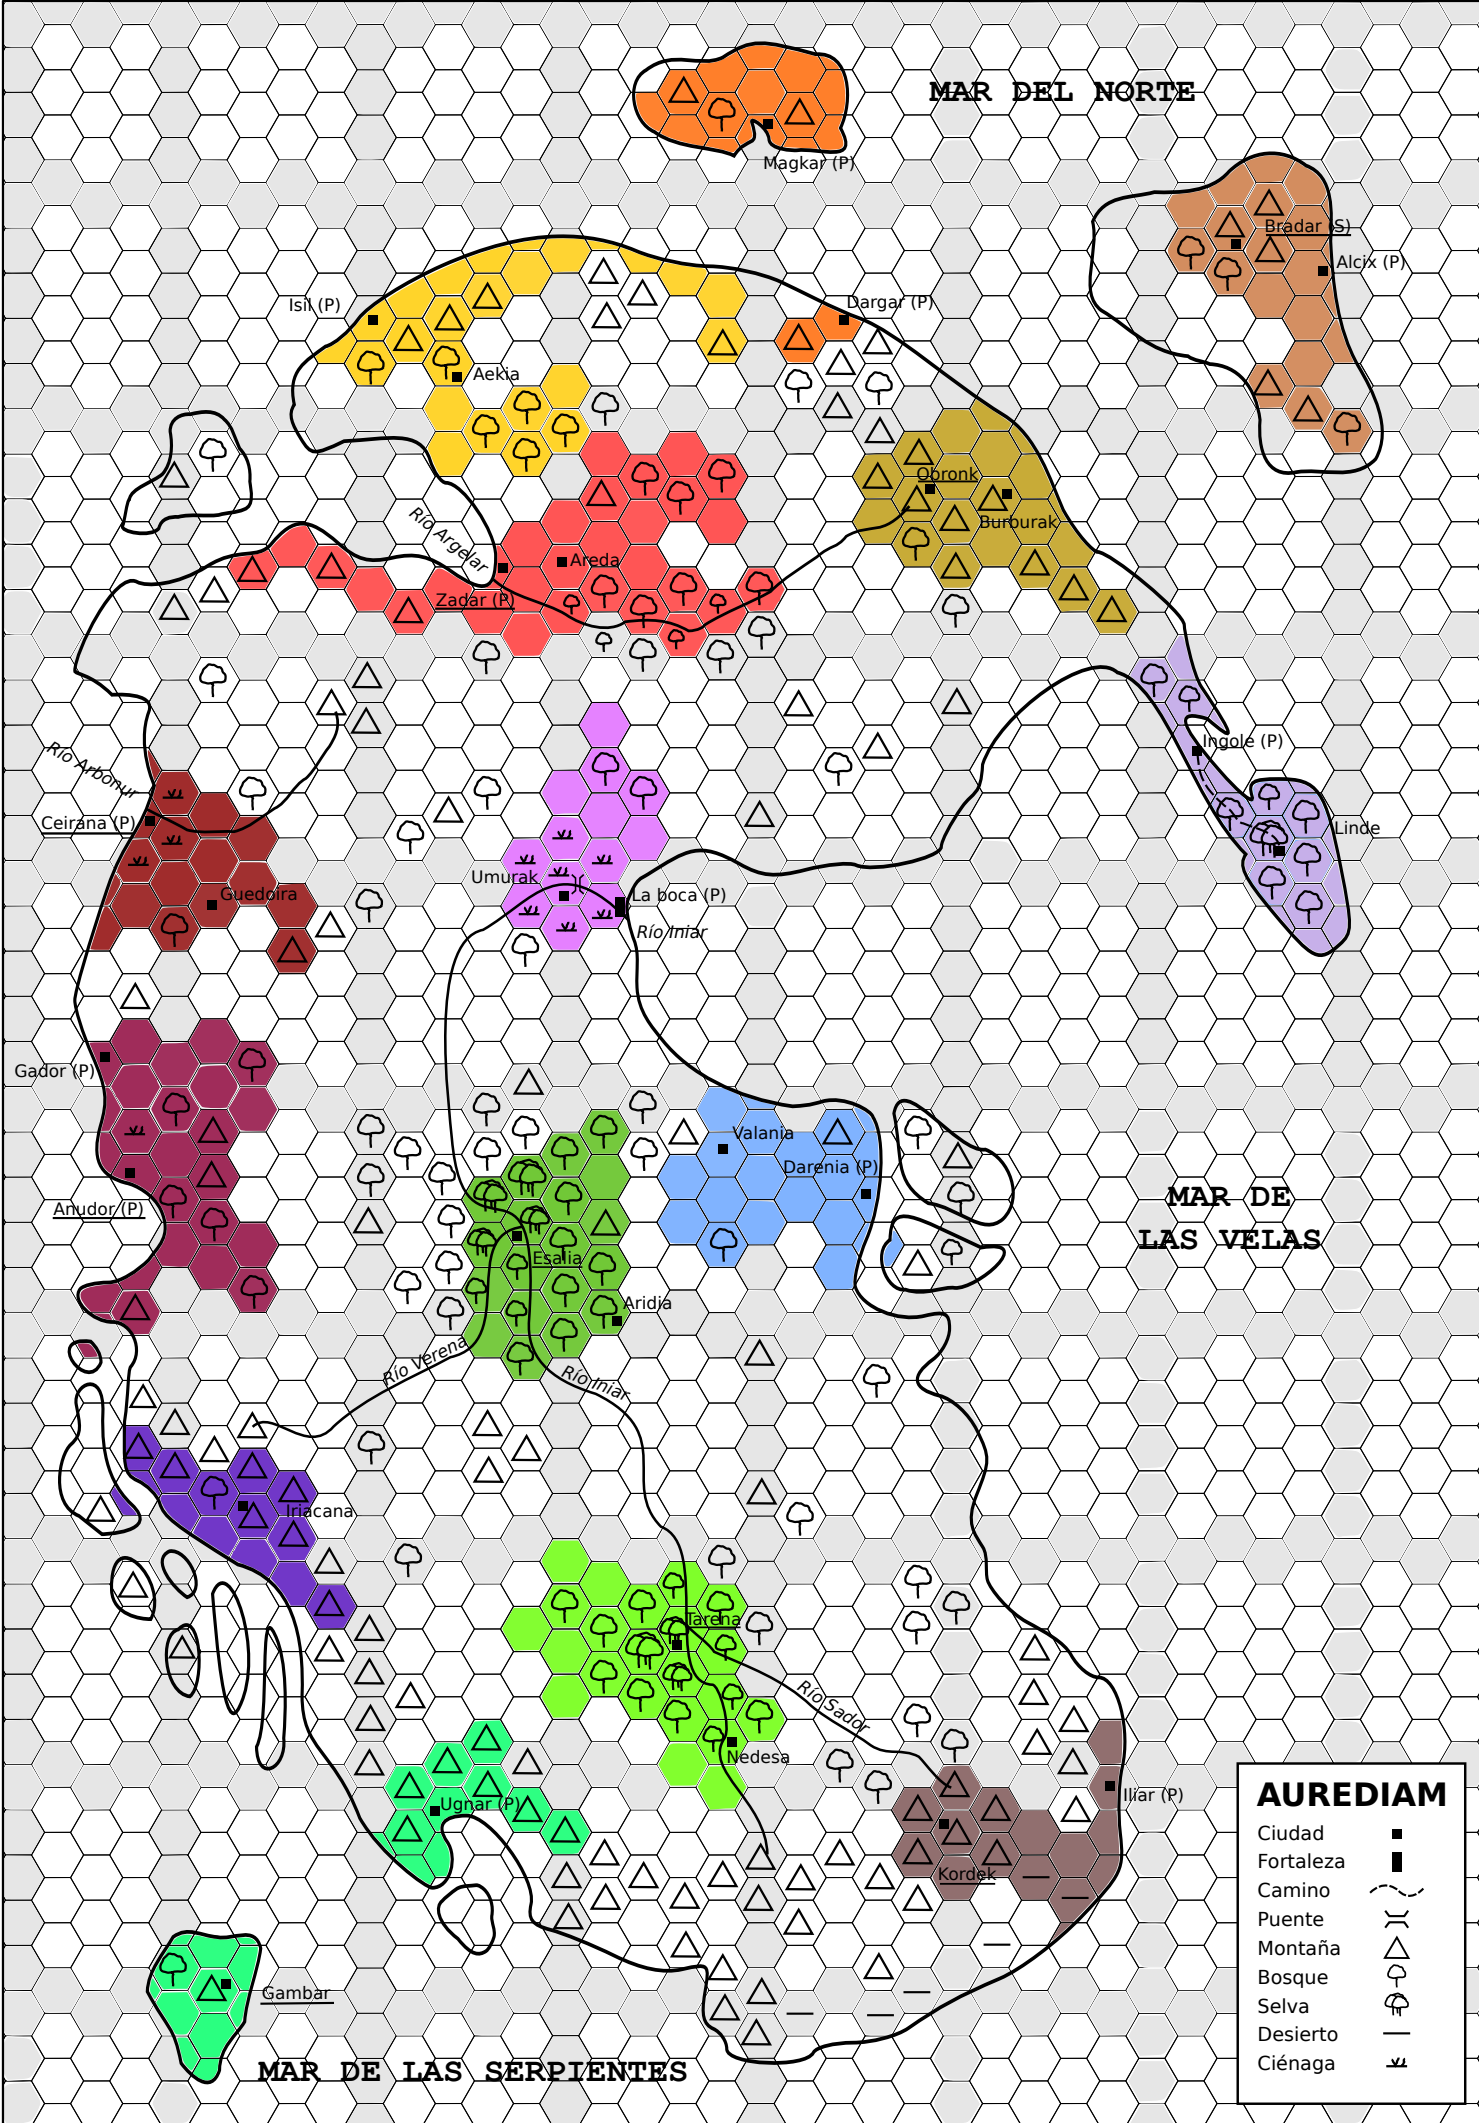 MAR DEL NORTE
Magkar (P)
Bradar (S)
Alcix (P)
Isil (P)
Dargar (P)
Aekia
Obronk
Burburak
Río Argelar
Areda
Zadar (P)
Río Arbonur
Ingole (P)
Ceirana (P)
Linde
Umurak
Guedoira
La boca (P)
Río Iniar
Gador (P)
Valania
Darenia (P)
MAR DE
LAS VELAS
Anudor (P)
Esalia
Aridia
Río Verena
Río Iniar
Iriacana
Tarena
Río Sador
Nedesa
Ugnar (P)
Iliar (P)
Kordek
Gambar
MAR DE LAS SERPIENTES
AUREDIAM
Ciudad
Fortaleza
Camino
Puente
Montaña
Bosque
Selva
Desierto
Ciénaga